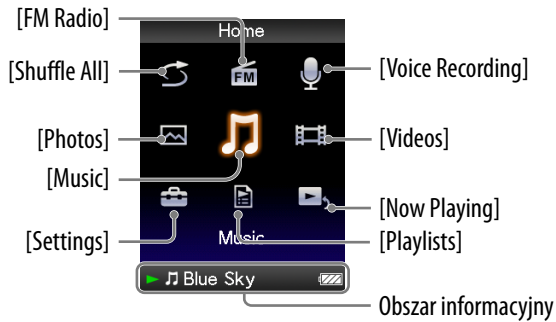 [FM Radio]
Home
[Shuffle All]
FM
[Voice Recording]
[Photos]
[Videos]
[Music]
[Now Playing]
[Settings]
Music
[Playlists]
Blue Sky
Obszar informacyjny